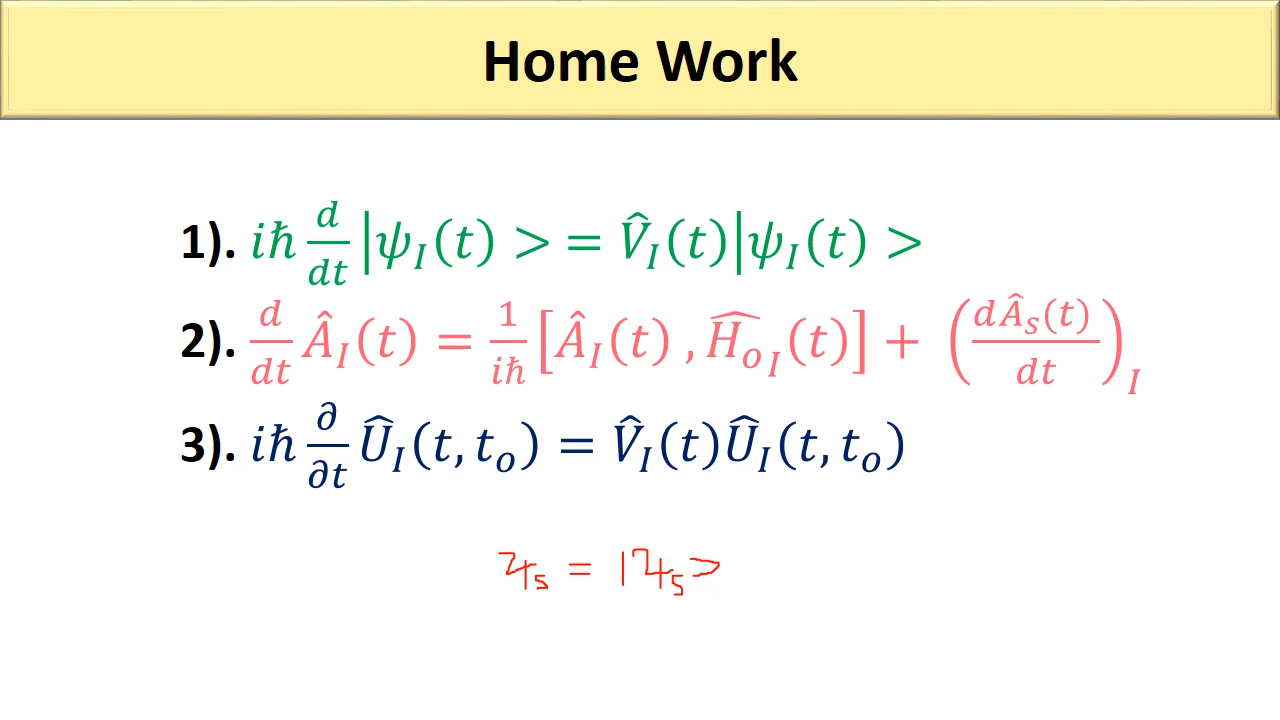 Home Work
1). iħ d/dt |ψ_I(t) > = V̂_I(t)|ψ_I(t) >
2). d/dt Â_I(t) = 1/iħ [Â_I(t) , Ĥ_o_I(t)] + (dÂ_s(t)/dt)_I
3). iħ ∂/∂t Û_I(t, t_o) = V̂_I(t)Û_I(t, t_o)
ψ_s = |ψ_s>